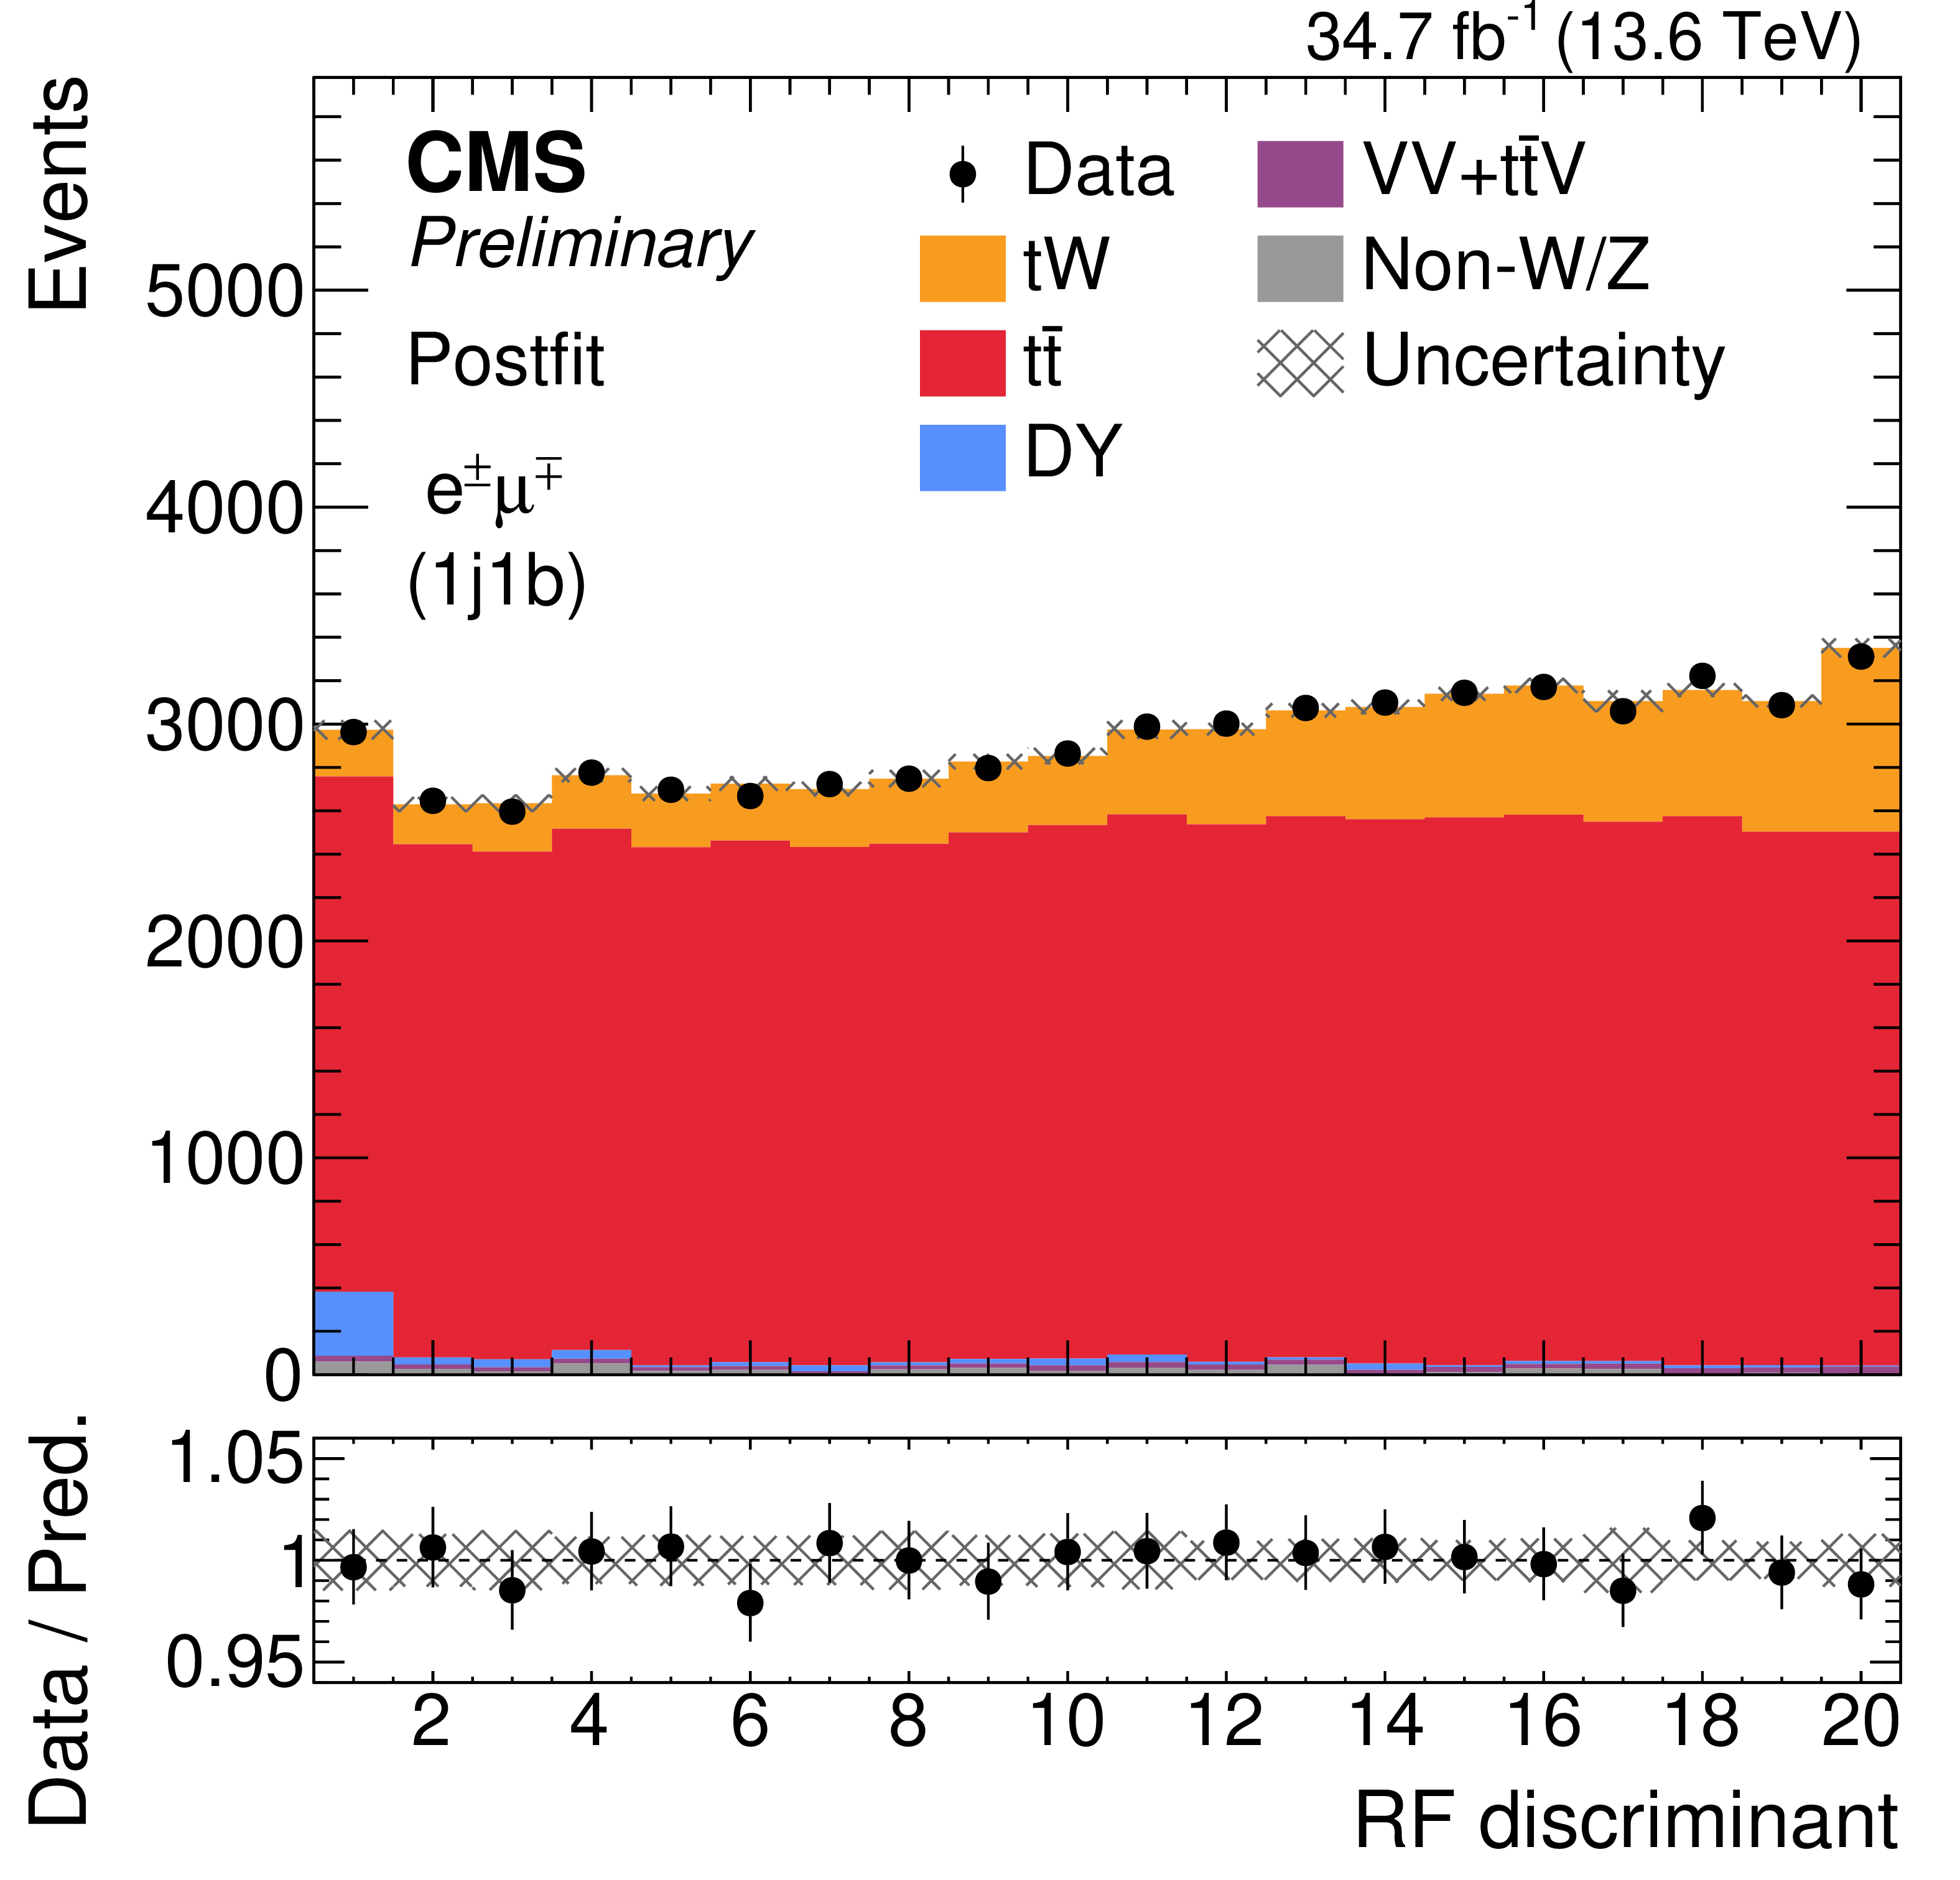 34.7 fb⁻¹ (13.6 TeV)
Events
CMS
Preliminary
Postfit
e±μ∓
(1j1b)
Data
tW
tt̄
DY
VV+tt̄V
Non-W/Z
Uncertainty
5000
4000
3000
2000
1000
0
Data / Pred.
1.05
1
0.95
2 4 6 8 10 12 14 16 18 20
RF discriminant